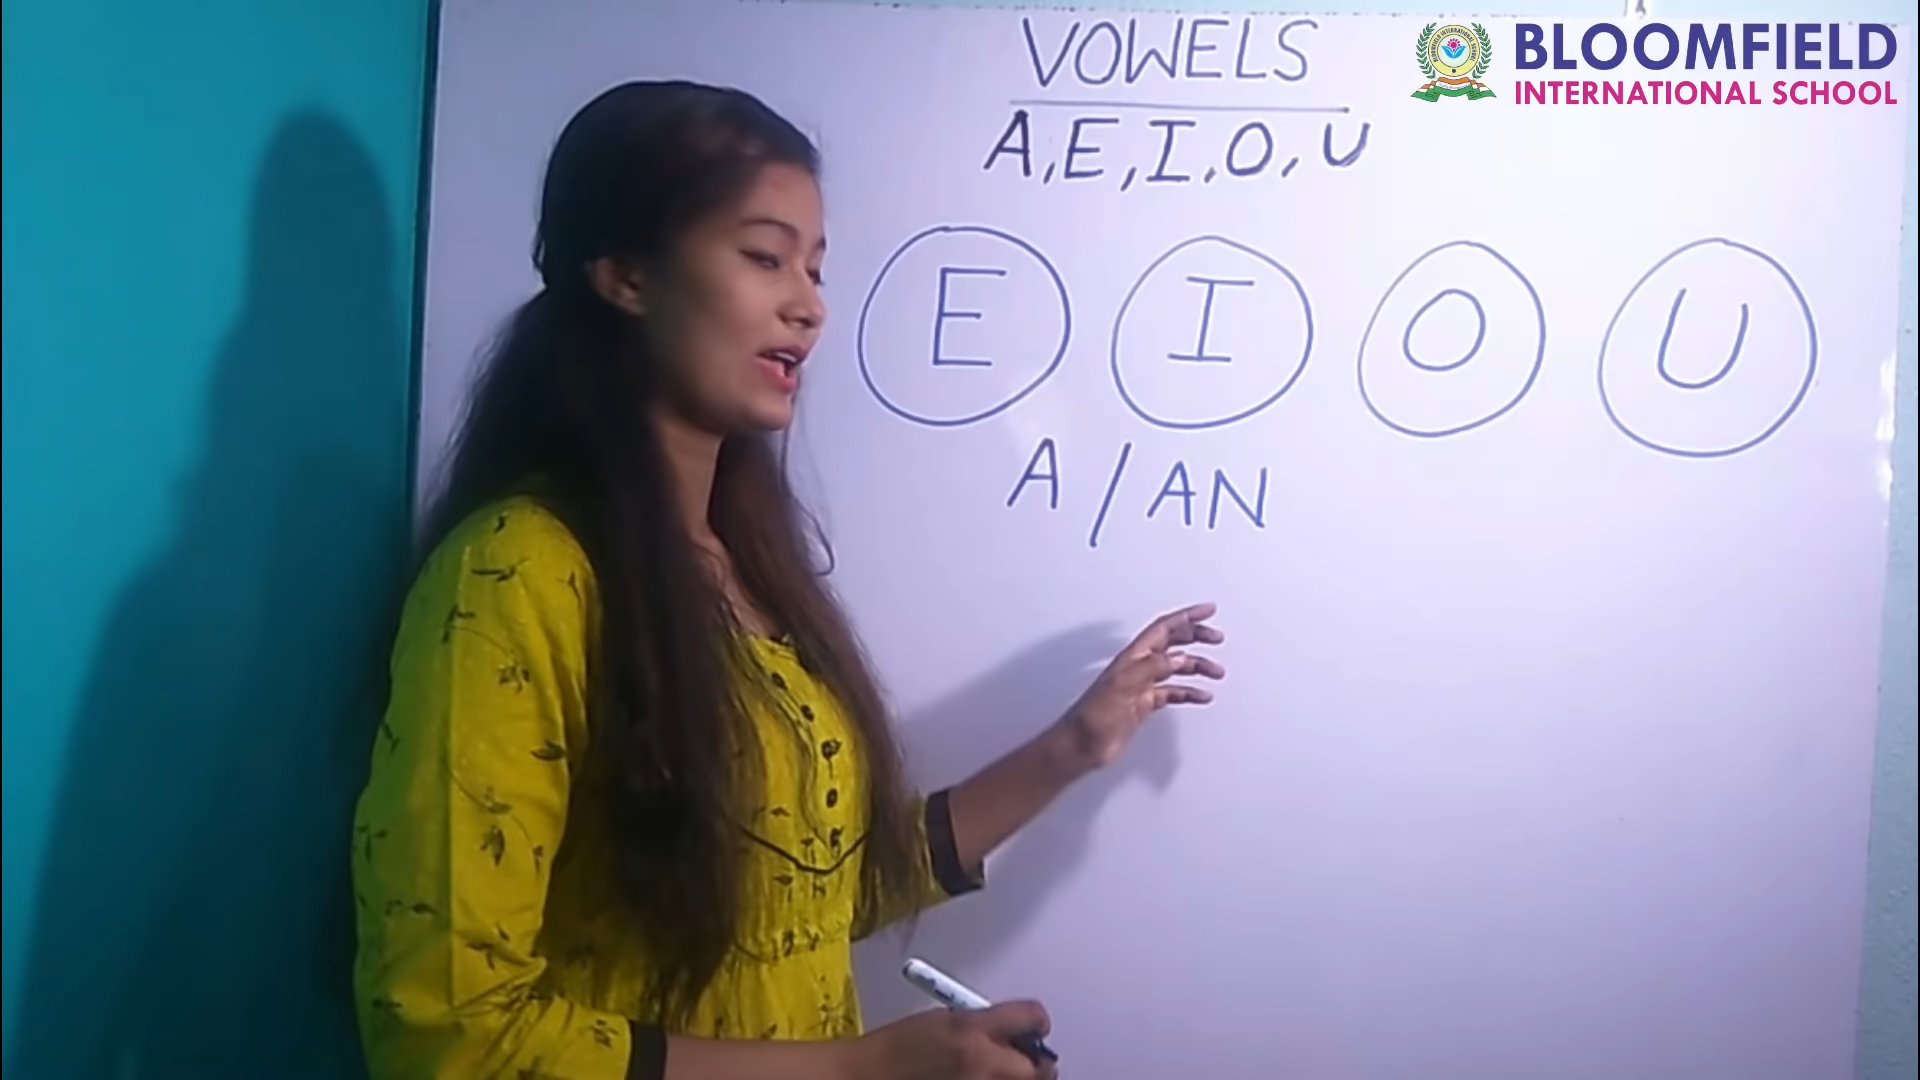 VOWELS
A, E, I, O, U
E I O U
A / AN
BLOOMFIELD
INTERNATIONAL SCHOOL